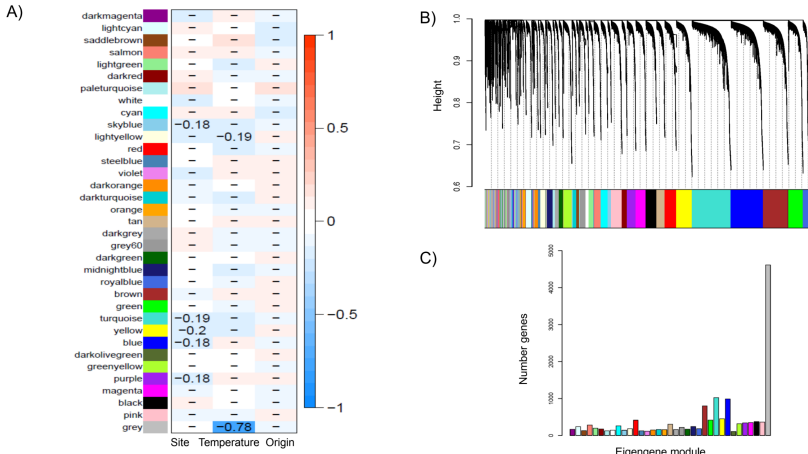 A)
darkmagenta – – –
lightcyan – – –
saddlebrown – – –
salmon – – –
lightgreen – – –
darkred – – –
paleturquoise – – –
white – – –
cyan – – –
skyblue −0.18 – –
lightyellow – −0.19 –
red – – –
steelblue – – –
violet – – –
darkorange – – –
darkturquoise – – –
orange – – –
tan – – –
darkgrey – – –
grey60 – – –
darkgreen – – –
midnightblue – – –
royalblue – – –
brown – – –
green – – –
turquoise −0.19 – –
yellow −0.2 – –
blue −0.18 – –
darkolivegreen – – –
greenyellow – – –
purple −0.18 – –
magenta – – –
black – – –
pink – – –
grey – −0.78 –
Site Temperature Origin
1
0.5
0
−0.5
−1
B)
Height
1.0
0.9
0.8
0.7
0.6
C)
Number genes
5000
4000
3000
2000
1000
0
Eigengene module